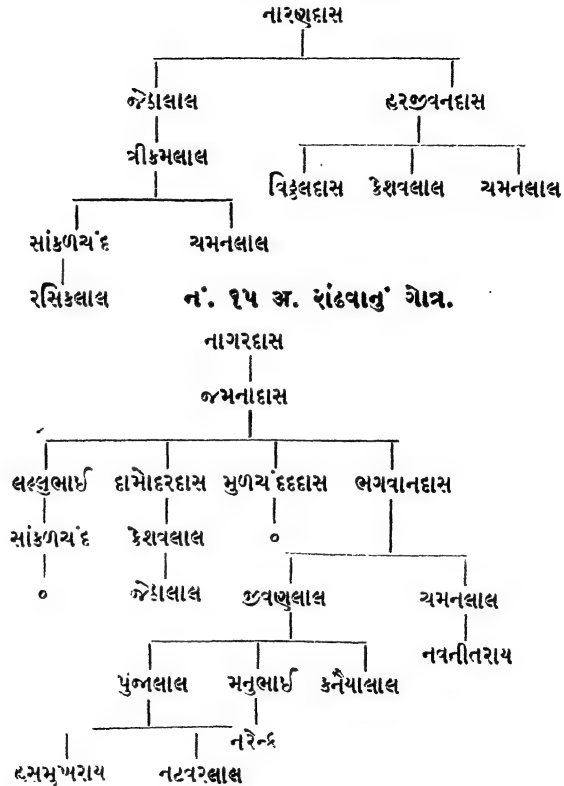 નારણદાસ
જેઠાલાલ હરજીવનદાસ
ત્રીકમલાલ
વિઠ્ઠલદાસ કેશવલાલ ચમનલાલ
સાંકળચંદ ચમનલાલ
રસિકલાલ નં. ૧૫ અ. રાંઢવાનું ગોત્ર.
નાગરદાસ
જમનાદાસ
લલ્લુભાઈ દામોદરદાસ મુળચંદદદાસ ભગવાનદાસ
સાંકળચંદ કેશવલાલ ૦
૦ જેઠાલાલ જીવણલાલ ચમનલાલ
નવનીતરાય
પુંજાલાલ મનુભાઈ કનૈયાલાલ
નરેન્દ્ર
હસમુખરાય નટવરલાલ